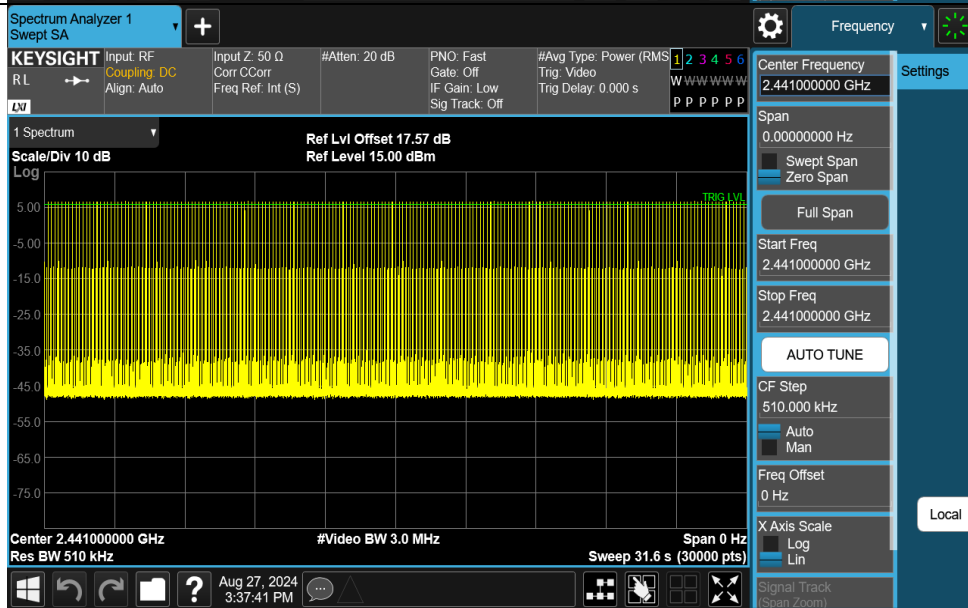 Spectrum Analyzer 1
Swept SA
+
Frequency
KEYSIGHT
RL
LXI
Input: RF
Coupling: DC
Align: Auto
Input Z: 50 Ω
Corr CCorr
Freq Ref: Int (S)
#Atten: 20 dB
PNO: Fast
Gate: Off
IF Gain: Low
Sig Track: Off
#Avg Type: Power (RMS
Trig: Video
Trig Delay: 0.000 s
1 2 3 4 5 6
W W W W W W
P P P P P P
1 Spectrum
Scale/Div 10 dB
Log
Ref Lvl Offset 17.57 dB
Ref Level 15.00 dBm
TRIG LVL
5.00
-5.00
-15.0
-25.0
-35.0
-45.0
-55.0
-65.0
-75.0
Center 2.441000000 GHz
Res BW 510 kHz
#Video BW 3.0 MHz
Span 0 Hz
Sweep 31.6 s (30000 pts)
?
Aug 27, 2024
3:37:41 PM
Center Frequency
2.441000000 GHz
Span
0.00000000 Hz
Swept Span
Zero Span
Full Span
Start Freq
2.441000000 GHz
Stop Freq
2.441000000 GHz
AUTO TUNE
CF Step
510.000 kHz
Auto
Man
Freq Offset
0 Hz
X Axis Scale
Log
Lin
Signal Track
(Span Zoom)
Settings
Local